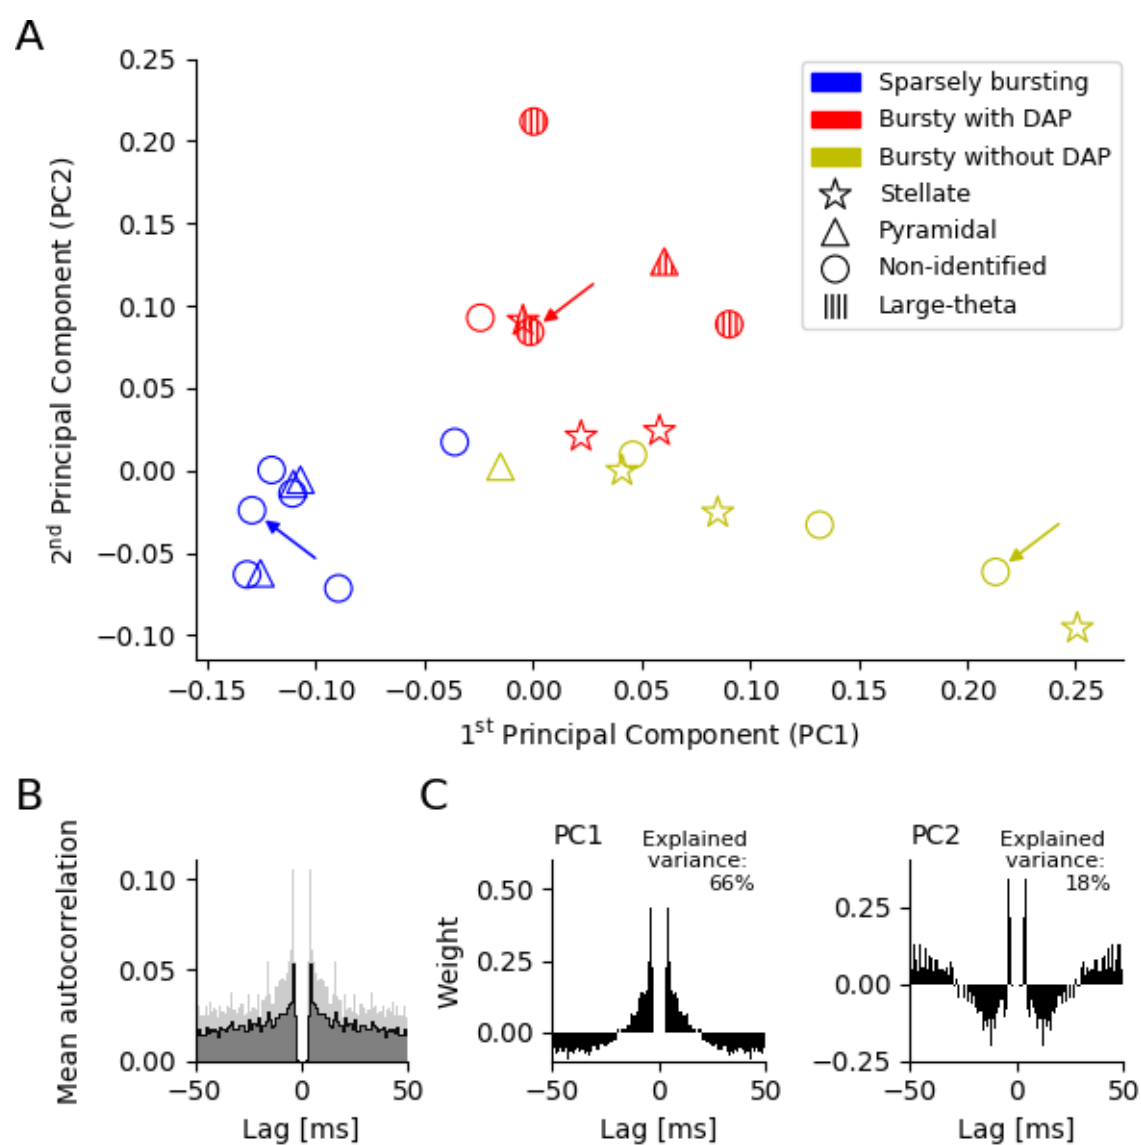 A
0.25
0.20
0.15
0.10
0.05
0.00
−0.05
−0.10
2nd Principal Component (PC2)
Sparsely bursting
Bursty with DAP
Bursty without DAP
Stellate
Pyramidal
Non-identified
Large-theta
−0.15 −0.10 −0.05 0.00 0.05 0.10 0.15 0.20 0.25
1st Principal Component (PC1)
B
Mean autocorrelation
0.10
0.05
0.00
−50 0 50
Lag [ms]
C
PC1
Explained
variance:
66%
Weight
0.50
0.25
0.00
−50 0 50
Lag [ms]
PC2
Explained
variance:
18%
0.25
0.00
−0.25
−50 0 50
Lag [ms]